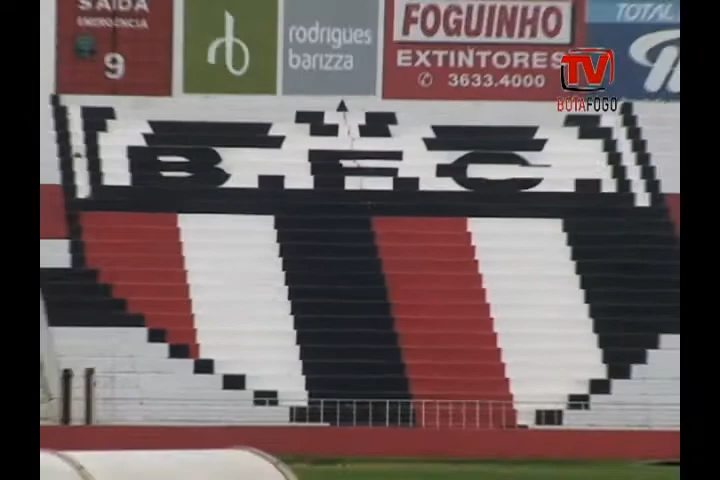 SAÍDA
EMERGÊNCIA
9
rodrigues
barizza
FOGUINHO
EXTINTORES
3633.4000
TOTAL
TV
BOTAFOGO
B.F.C.